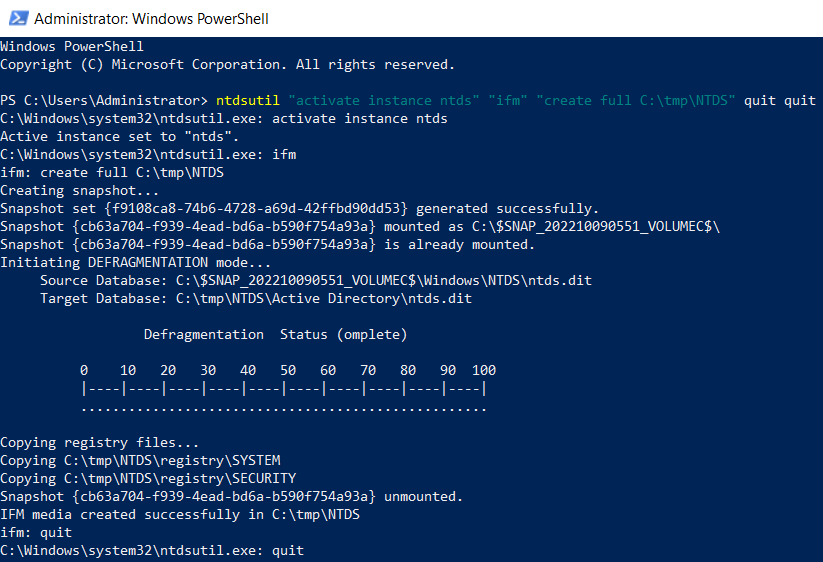 Administrator: Windows PowerShell
Windows PowerShell
Copyright (C) Microsoft Corporation. All rights reserved.
PS C:\Users\Administrator> ntdsutil "activate instance ntds" "ifm" "create full C:\tmp\NTDS" quit quit
C:\Windows\system32\ntdsutil.exe: activate instance ntds
Active instance set to "ntds".
C:\Windows\system32\ntdsutil.exe: ifm
ifm: create full C:\tmp\NTDS
Creating snapshot...
Snapshot set {f9108ca8-74b6-4728-a69d-42ffbd90dd53} generated successfully.
Snapshot {cb63a704-f939-4ead-bd6a-b590f754a93a} mounted as C:\$SNAP_202210090551_VOLUMEC$\
Snapshot {cb63a704-f939-4ead-bd6a-b590f754a93a} is already mounted.
Initiating DEFRAGMENTATION mode...
     Source Database: C:\$SNAP_202210090551_VOLUMEC$\Windows\NTDS\ntds.dit
     Target Database: C:\tmp\NTDS\Active Directory\ntds.dit
                  Defragmentation  Status (omplete)
          0    10   20   30   40   50   60   70   80   90  100
          |----|----|----|----|----|----|----|----|----|----|
          ...................................................
Copying registry files...
Copying C:\tmp\NTDS\registry\SYSTEM
Copying C:\tmp\NTDS\registry\SECURITY
Snapshot {cb63a704-f939-4ead-bd6a-b590f754a93a} unmounted.
IFM media created successfully in C:\tmp\NTDS
ifm: quit
C:\Windows\system32\ntdsutil.exe: quit